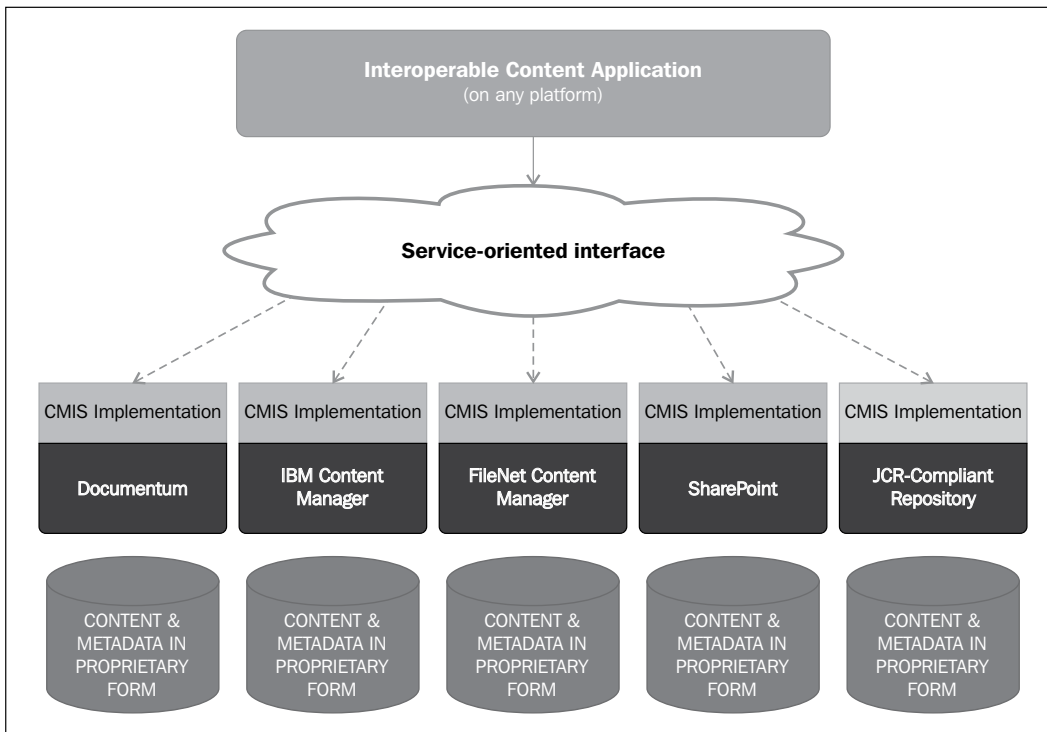 Interoperable Content Application
(on any platform)
Service-oriented interface
CMIS Implementation
CMIS Implementation
CMIS Implementation
CMIS Implementation
CMIS Implementation
Documentum
IBM Content
Manager
FileNet Content
Manager
SharePoint
JCR-Compliant
Repository
CONTENT &
METADATA IN
PROPRIETARY
FORM
CONTENT &
METADATA IN
PROPRIETARY
FORM
CONTENT &
METADATA IN
PROPRIETARY
FORM
CONTENT &
METADATA IN
PROPRIETARY
FORM
CONTENT &
METADATA IN
PROPRIETARY
FORM